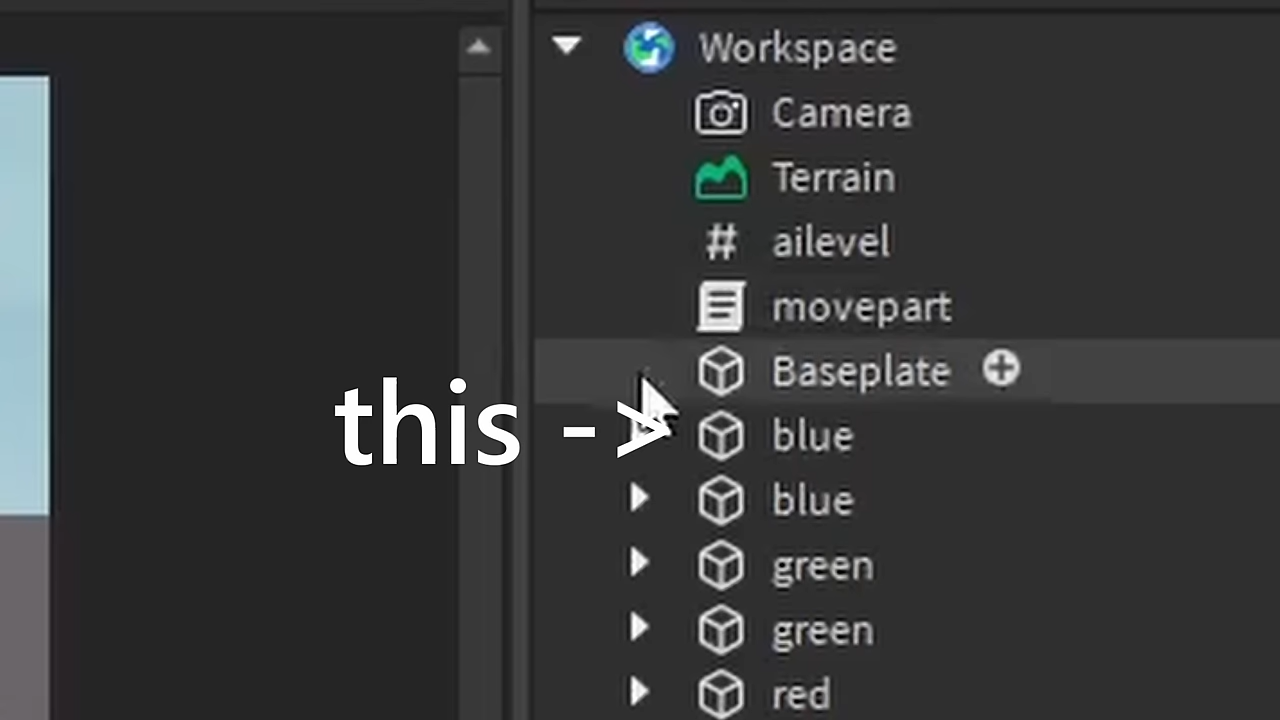 Workspace
Camera
Terrain
# ailevel
movepart
Baseplate
this -> blue
blue
green
green
red